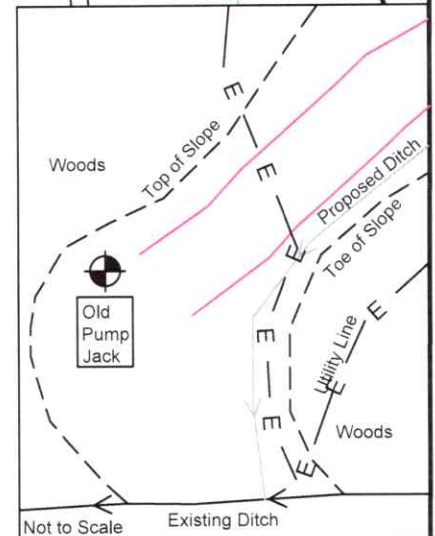 E
Top of Slope
Woods
E
Proposed Ditch
E
Toe of Slope
Old
Pump
Jack
E
E
Utility Line
E
E
Woods
E
Existing Ditch
Not to Scale